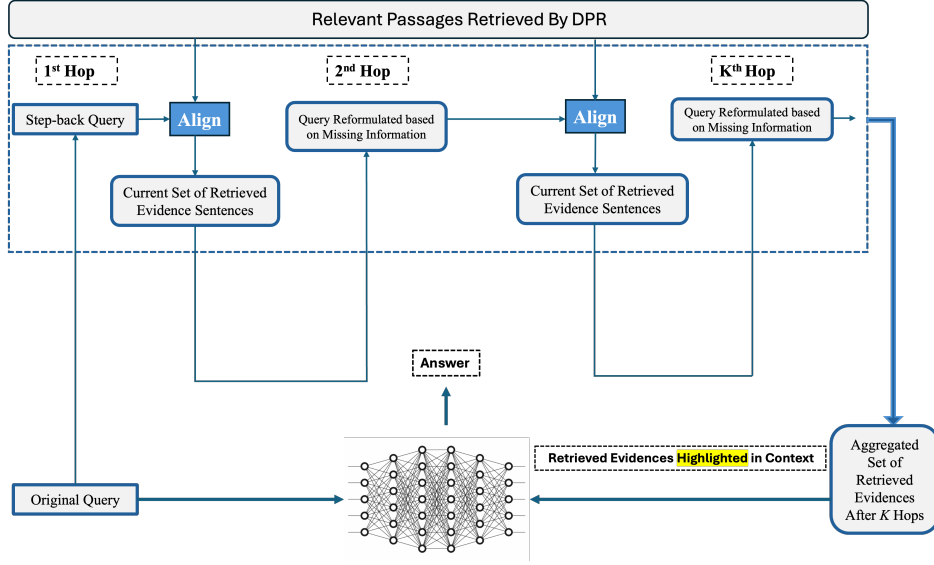 Relevant Passages Retrieved By DPR
1st Hop
2nd Hop
Kth Hop
Step-back Query
Align
Query Reformulated based
on Missing Information
Align
Query Reformulated based
on Missing Information
Current Set of Retrieved
Evidence Sentences
Current Set of Retrieved
Evidence Sentences
Answer
Retrieved Evidences Highlighted in Context
Aggregated
Set of
Retrieved
Evidences
After K Hops
Original Query